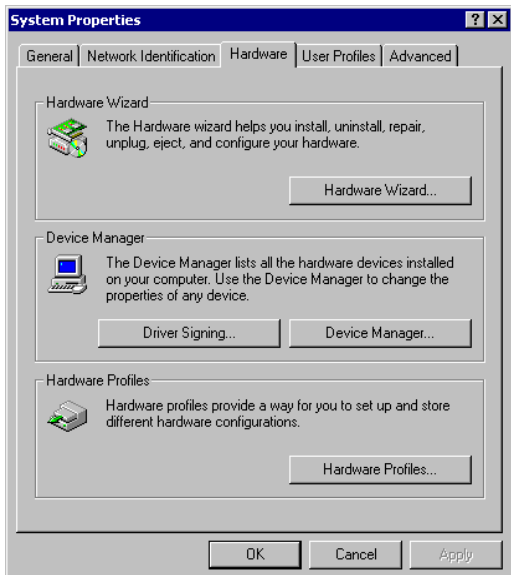 System Properties
General
Network Identification
Hardware
User Profiles
Advanced
Hardware Wizard
The Hardware wizard helps you install, uninstall, repair,
unplug, eject, and configure your hardware.
Hardware Wizard...
Device Manager
The Device Manager lists all the hardware devices installed
on your computer. Use the Device Manager to change the
properties of any device.
Driver Signing...
Device Manager...
Hardware Profiles
Hardware profiles provide a way for you to set up and store
different hardware configurations.
Hardware Profiles...
OK
Cancel
Apply